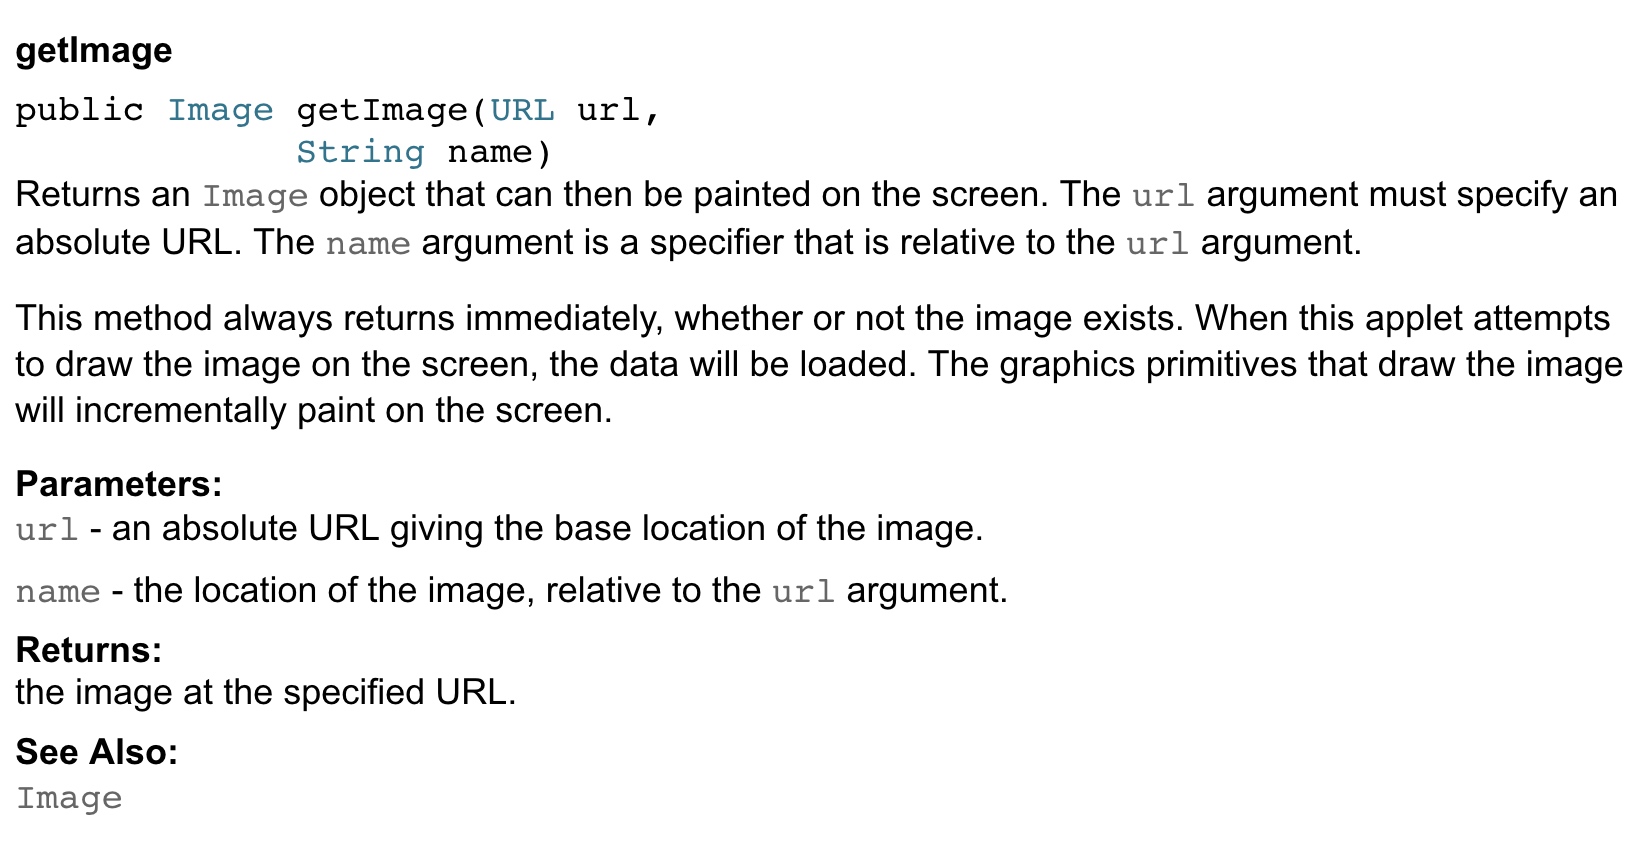 getImage
public Image getImage(URL url,
String name)
Returns an Image object that can then be painted on the screen. The url argument must specify an
absolute URL. The name argument is a specifier that is relative to the url argument.
This method always returns immediately, whether or not the image exists. When this applet attempts
to draw the image on the screen, the data will be loaded. The graphics primitives that draw the image
will incrementally paint on the screen.
Parameters:
url - an absolute URL giving the base location of the image.
name - the location of the image, relative to the url argument.
Returns:
the image at the specified URL.
See Also:
Image